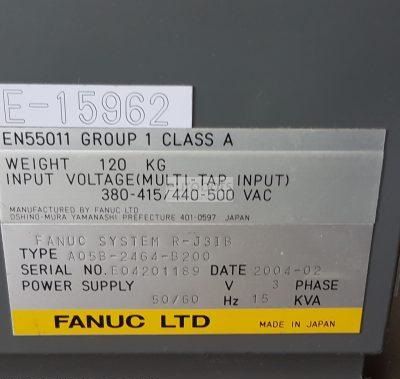 E-15962
EN55011 GROUP 1 CLASS A
WEIGHT 120 KG
INPUT VOLTAGE(MULTI-TAP INPUT)
380-415/440-500 VAC
MANUFACTURED BY FANUC LTD
OSHINO-MURA YAMANASHI PREFECTURE 401-0597 JAPAN
FANUC SYSTEM R-J3IB
TYPE A05B-2464-B200
SERIAL NO.E04201189 DATE 2004-02
POWER SUPPLY V 3 PHASE
50/60 Hz 15 KVA
FANUC LTD MADE IN JAPAN